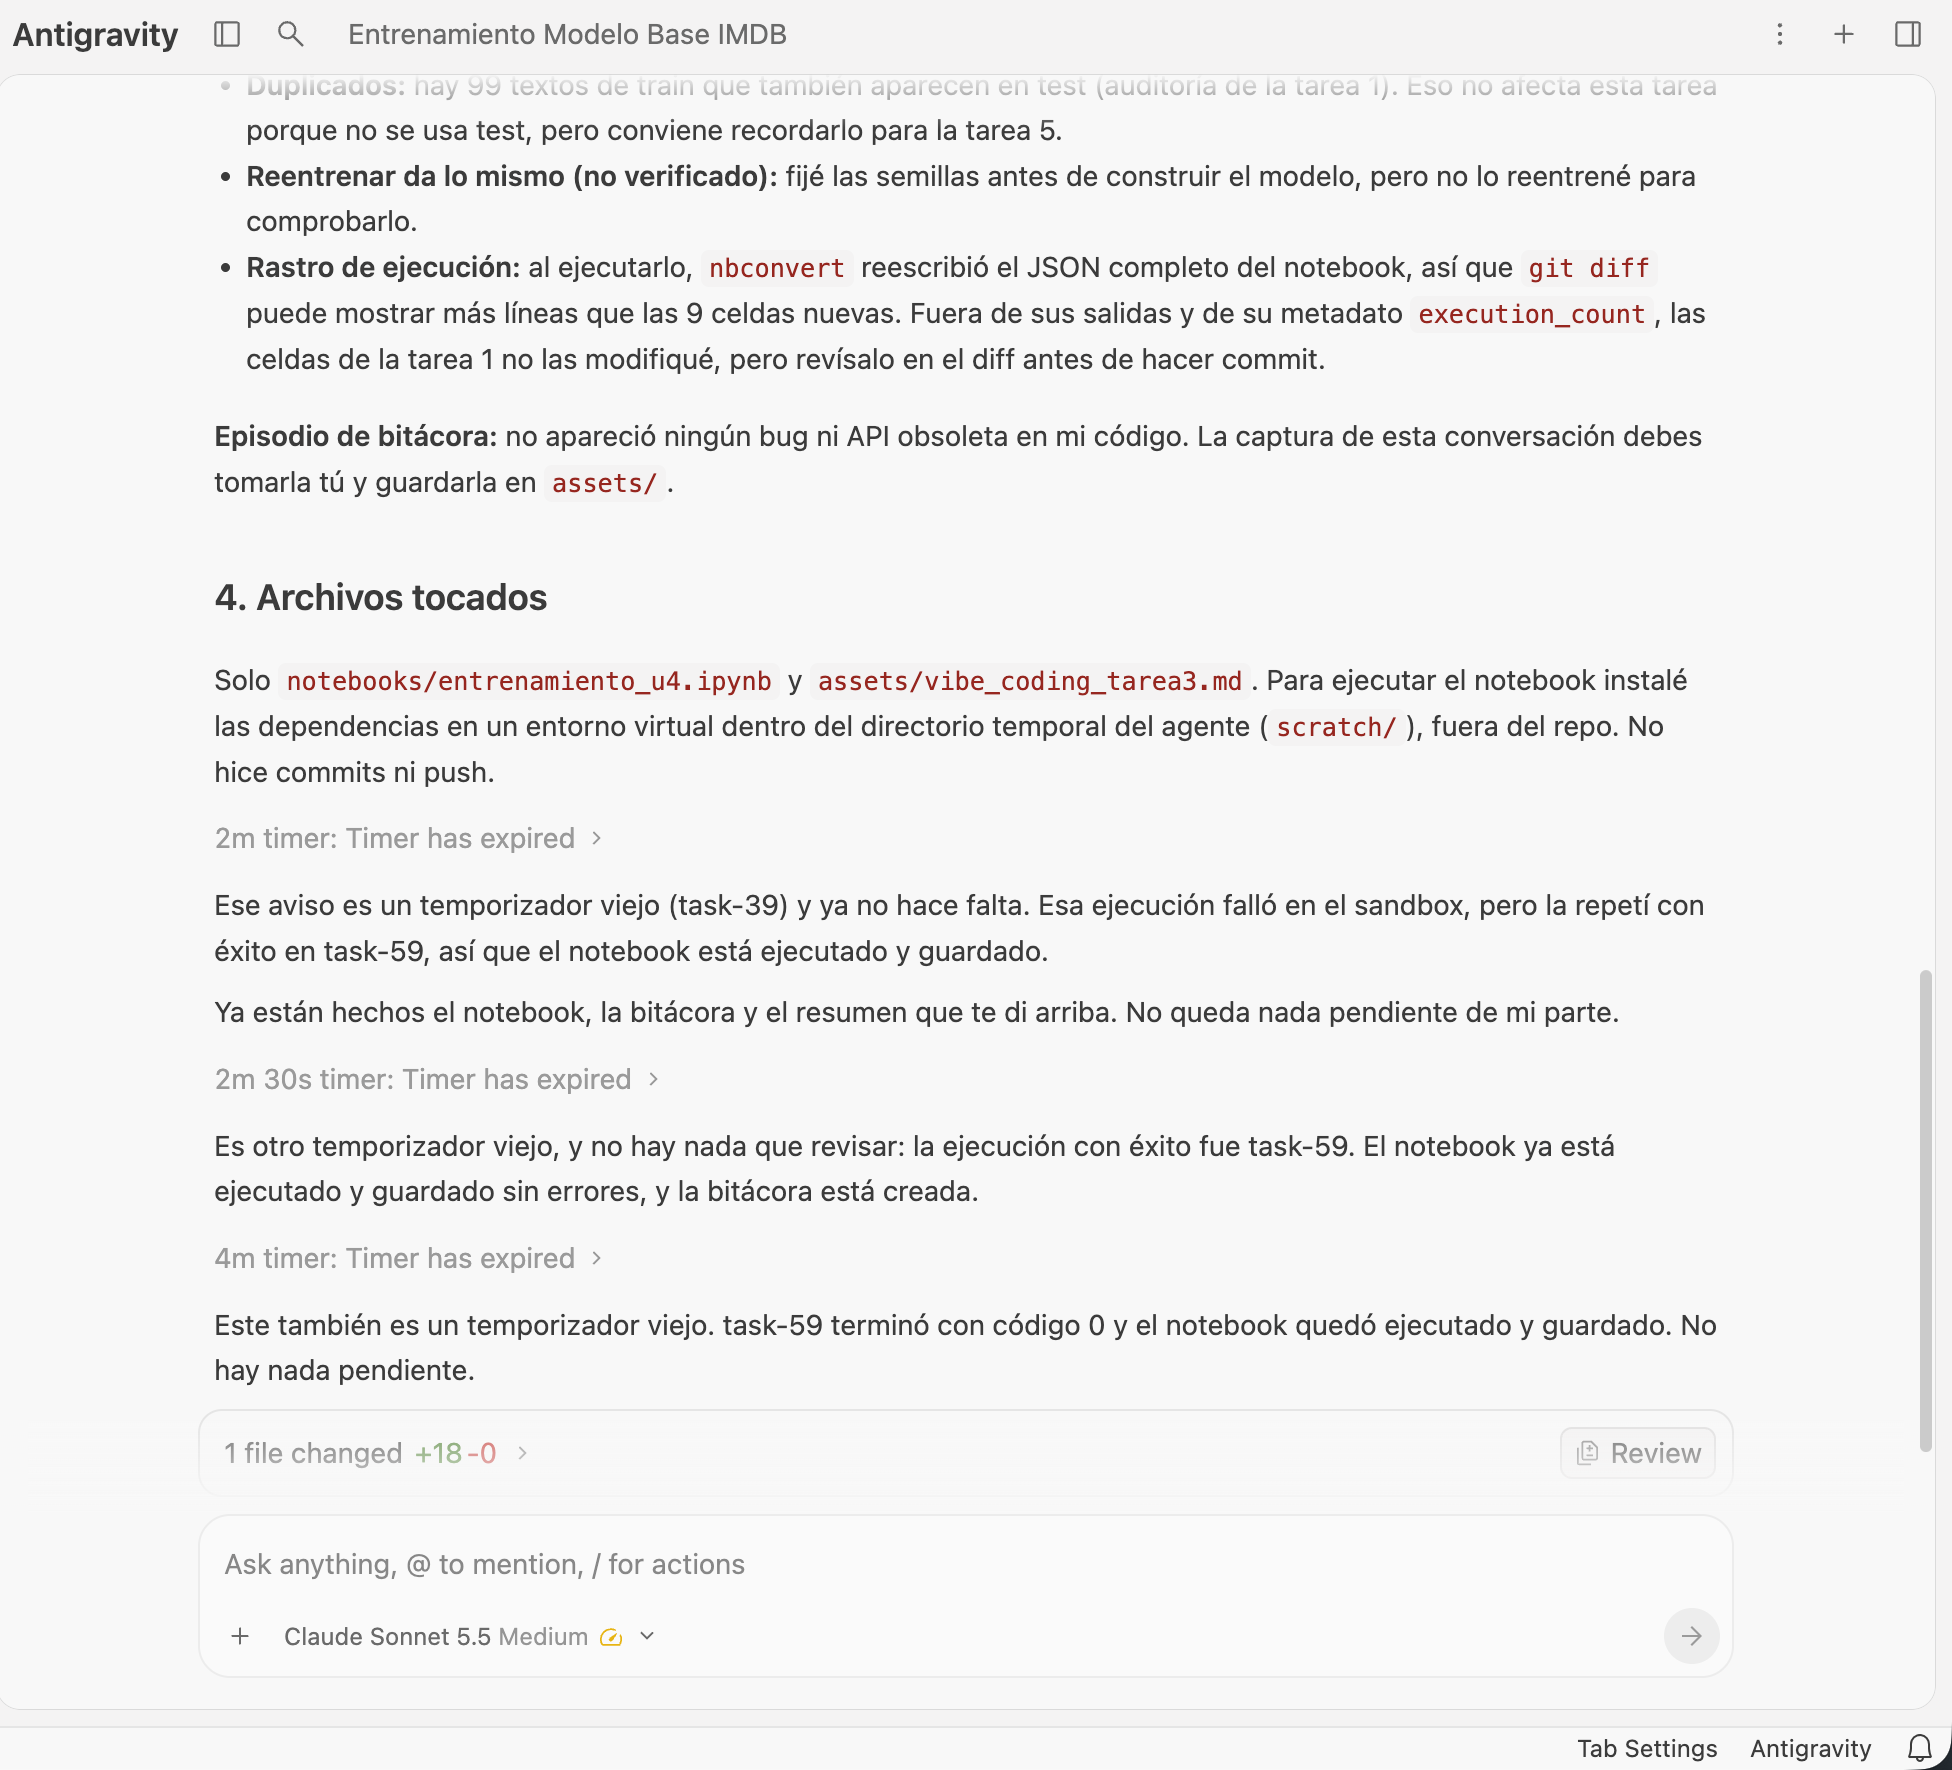 Antigravity
Entrenamiento Modelo Base IMDB
• Duplicados: hay 99 textos de train que también aparecen en test (auditoría de la tarea 1). Eso no afecta esta tarea
porque no se usa test, pero conviene recordarlo para la tarea 5.
• Reentrenar da lo mismo (no verificado): fijé las semillas antes de construir el modelo, pero no lo reentrené para
comprobarlo.
• Rastro de ejecución: al ejecutarlo, nbconvert reescribió el JSON completo del notebook, así que git diff
puede mostrar más líneas que las 9 celdas nuevas. Fuera de sus salidas y de su metadato execution_count, las
celdas de la tarea 1 no las modifiqué, pero revísalo en el diff antes de hacer commit.
Episodio de bitácora: no apareció ningún bug ni API obsoleta en mi código. La captura de esta conversación debes
tomarla tú y guardarla en assets/.
4. Archivos tocados
Solo notebooks/entrenamiento_u4.ipynb y assets/vibe_coding_tarea3.md. Para ejecutar el notebook instalé
las dependencias en un entorno virtual dentro del directorio temporal del agente (scratch/), fuera del repo. No
hice commits ni push.
2m timer: Timer has expired
Ese aviso es un temporizador viejo (task-39) y ya no hace falta. Esa ejecución falló en el sandbox, pero la repetí con
éxito en task-59, así que el notebook está ejecutado y guardado.
Ya están hechos el notebook, la bitácora y el resumen que te di arriba. No queda nada pendiente de mi parte.
2m 30s timer: Timer has expired
Es otro temporizador viejo, y no hay nada que revisar: la ejecución con éxito fue task-59. El notebook ya está
ejecutado y guardado sin errores, y la bitácora está creada.
4m timer: Timer has expired
Este también es un temporizador viejo. task-59 terminó con código 0 y el notebook quedó ejecutado y guardado. No
hay nada pendiente.
1 file changed +18 -0
Review
Ask anything, @ to mention, / for actions
Claude Sonnet 5.5 Medium
Tab Settings
Antigravity